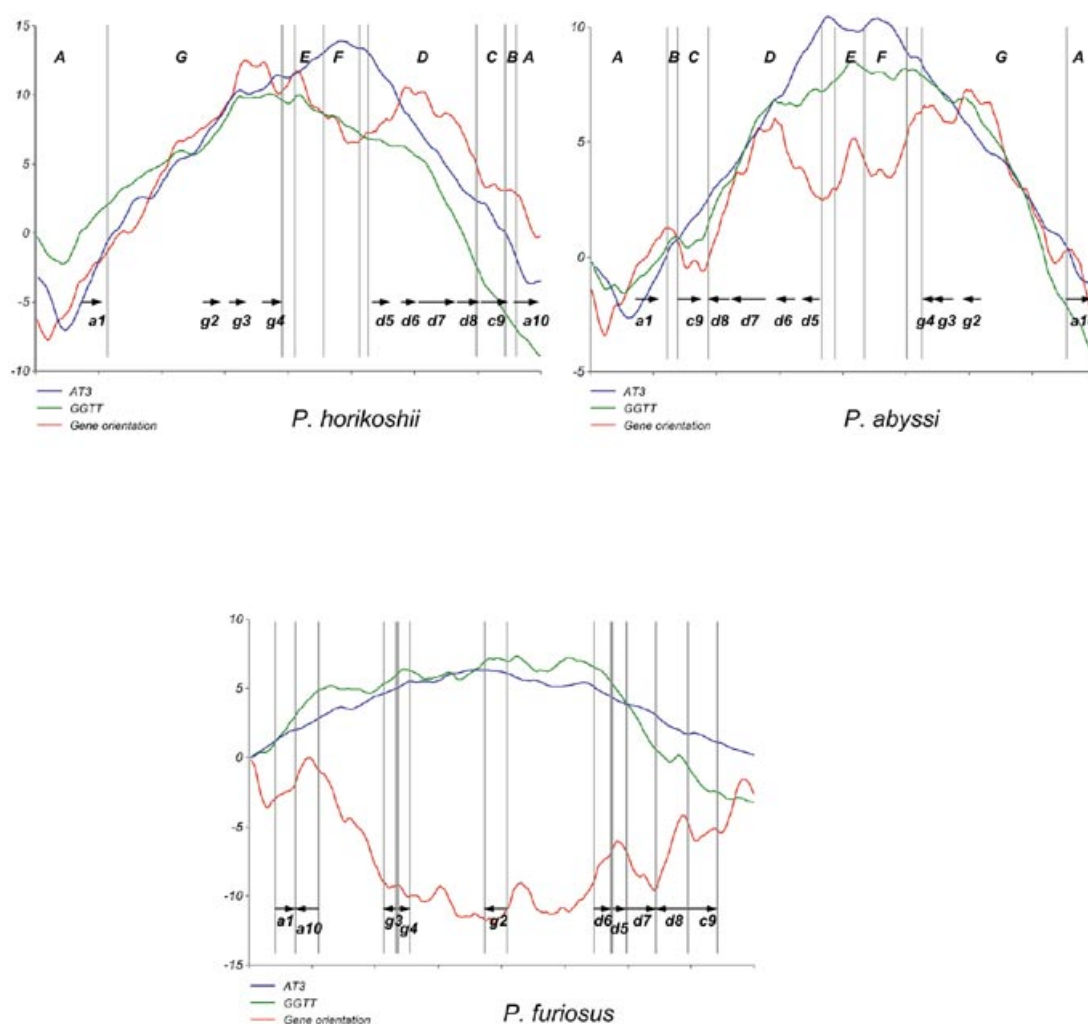 15
10
5
0
-5
-10
A
G
E
F
D
C
B
A
a1
g2
g3
g4
d5
d6
d7
d8
c9
a10
AT3
GGTT
Gene orientation
P. horikoshii
10
5
0
-5
A
B
C
D
E
F
G
A
a1
c9
d8
d7
d6
d5
g4
g3
g2
AT3
GGTT
Gene orientation
P. abyssi
10
5
0
-5
-10
-15
a1
a10
g3
g4
g2
d6
d5
d7
d8
c9
AT3
GGTT
Gene orientation
P. furiosus